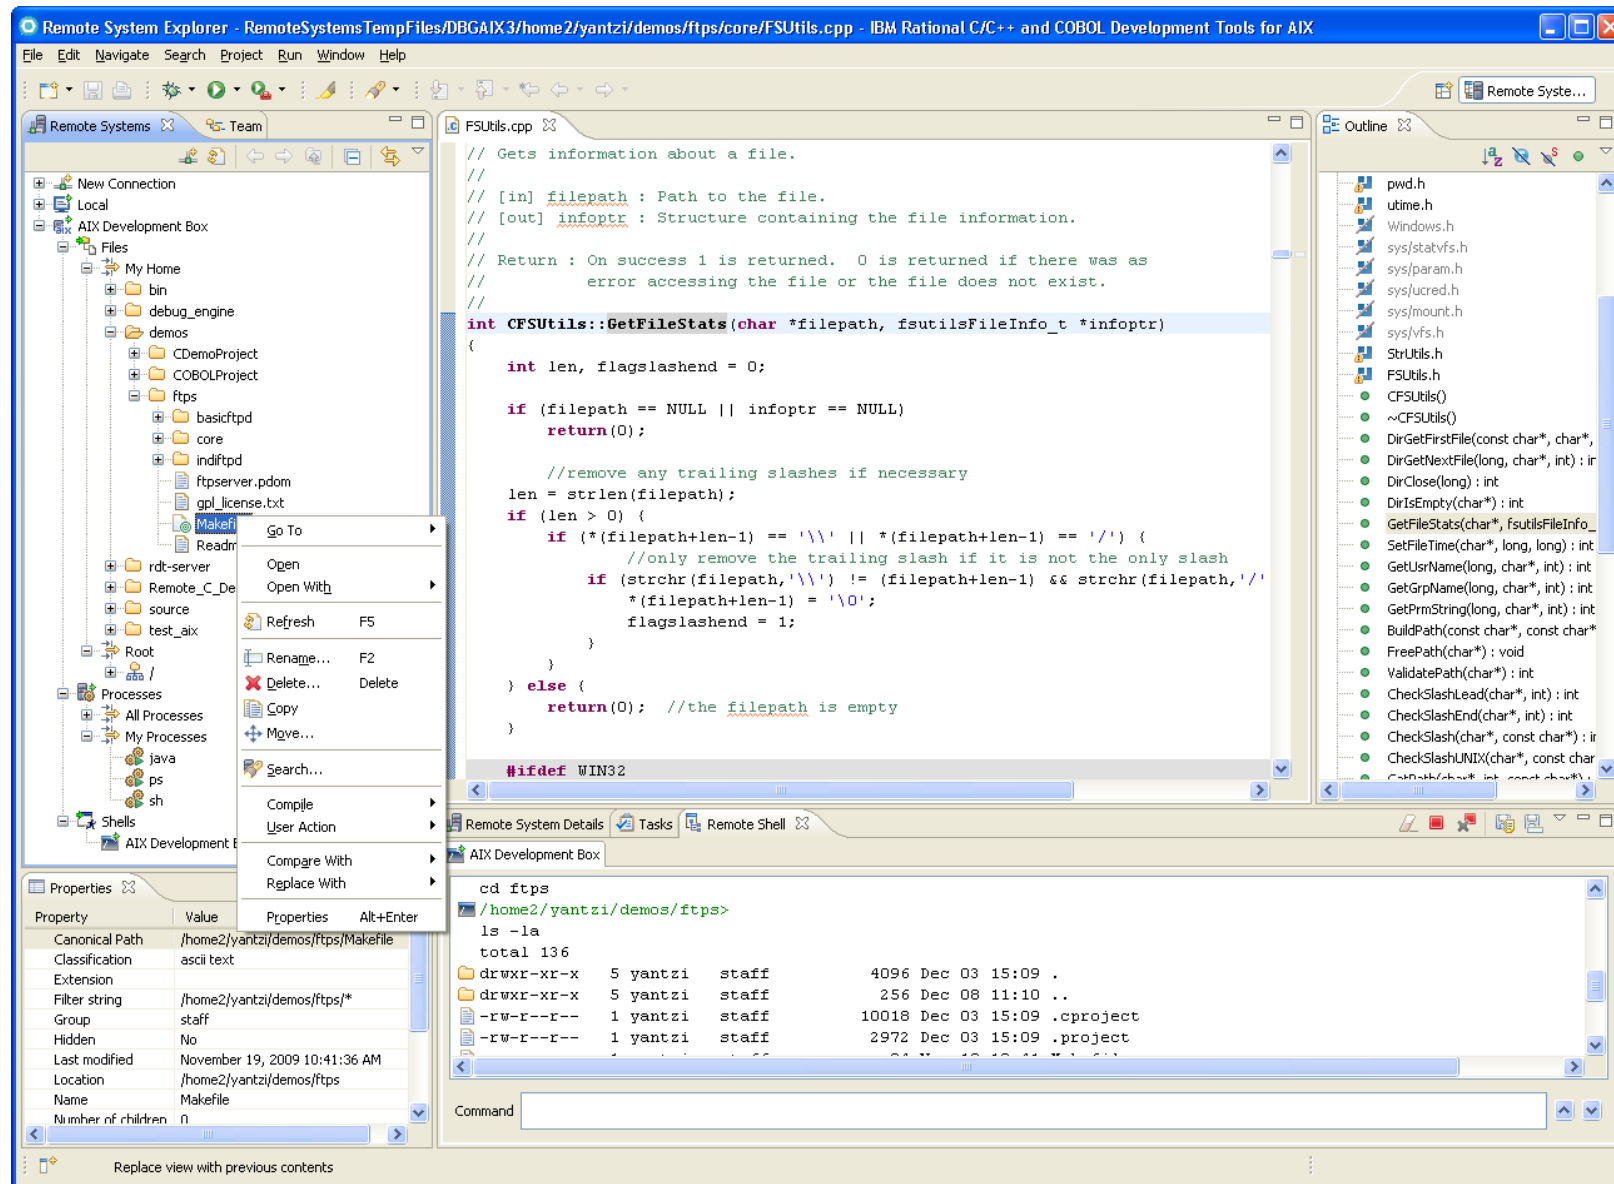 Remote System Explorer - RemoteSystemsTempFiles/DBGAIX3/home2/yantzi/demos/ftps/core/FSUtils.cpp - IBM Rational C/C++ and COBOL Development Tools for AIX
File Edit Navigate Search Project Run Window Help
Remote Syste...
Remote Systems
Team
New Connection
Local
AIX Development Box
Files
My Home
bin
debug_engine
demos
CDemoProject
COBOLProject
ftps
basicftpd
core
indiftpd
ftpserver.pdom
gpl_license.txt
Makefi
Readm
rdt-server
Remote_C_De
source
test_aix
Root
/
Processes
All Processes
My Processes
java
ps
sh
Shells
AIX Development B
Go To
Open
Open With
Refresh F5
Rename... F2
Delete... Delete
Copy
Move...
Search...
Compile
User Action
Compare With
Replace With
Properties Alt+Enter
FSUtils.cpp
// Gets information about a file.
//
// [in] filepath : Path to the file.
// [out] infoptr : Structure containing the file information.
//
// Return : On success 1 is returned. 0 is returned if there was as
// error accessing the file or the file does not exist.
//
int CFSUtils::GetFileStats(char *filepath, fsutilsFileInfo_t *infoptr)
{
int len, flagslashend = 0;
if (filepath == NULL || infoptr == NULL)
return(0);
//remove any trailing slashes if necessary
len = strlen(filepath);
if (len > 0) {
if (*(filepath+len-1) == '\\' || *(filepath+len-1) == '/') {
//only remove the trailing slash if it is not the only slash
if (strchr(filepath,'\\') != (filepath+len-1) && strchr(filepath,'/'
*(filepath+len-1) = '\0';
flagslashend = 1;
}
}
} else {
return(0); //the filepath is empty
}
#ifdef WIN32
Outline
pwd.h
utime.h
Windows.h
sys/statvfs.h
sys/param.h
sys/ucred.h
sys/mount.h
sys/vfs.h
StrUtils.h
FSUtils.h
CFSUtils()
~CFSUtils()
DirGetFirstFile(const char*, char*,
DirGetNextFile(long, char*, int) : ir
DirClose(long) : int
DirIsEmpty(char*) : int
GetFileStats(char*, fsutilsFileInfo_
SetFileTime(char*, long, long) : int
GetUsrName(long, char*, int) : int
GetGrpName(long, char*, int) : int
GetPrmString(long, char*, int) : int
BuildPath(const char*, const char*
FreePath(char*) : void
ValidatePath(char*) : int
CheckSlashLead(char*, int) : int
CheckSlashEnd(char*, int) : int
CheckSlash(char*, const char*) : ir
CheckSlashUNIX(char*, const char
CatPath(char*, int, const char*) :
Properties
Property Value
Canonical Path /home2/yantzi/demos/ftps/Makefile
Classification ascii text
Extension
Filter string /home2/yantzi/demos/ftps/*
Group staff
Hidden No
Last modified November 19, 2009 10:41:36 AM
Location /home2/yantzi/demos/ftps
Name Makefile
Number of children 0
Remote System Details
Tasks
Remote Shell
AIX Development Box
cd ftps
/home2/yantzi/demos/ftps>
ls -la
total 136
drwxr-xr-x 5 yantzi staff 4096 Dec 03 15:09 .
drwxr-xr-x 5 yantzi staff 256 Dec 08 11:10 ..
-rw-r--r-- 1 yantzi staff 10018 Dec 03 15:09 .cproject
-rw-r--r-- 1 yantzi staff 2972 Dec 03 15:09 .project
Command
Replace view with previous contents